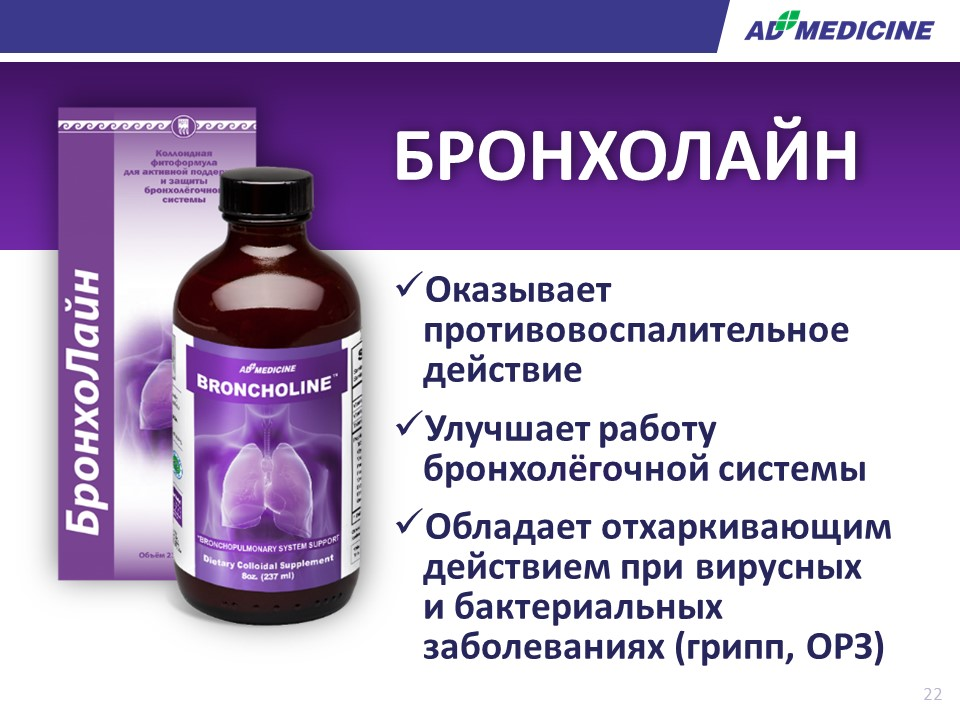 AD MEDICINE
БРОНХОЛАЙН
Коллоидная
фитоформула
для активной
и защиты
бронхолёгочной
системы
БронхоЛайн
Объём
AD MEDICINE
BRONCHOLINE™
*BRONCHOPULMONARY SYSTEM SUPPORT
Dietary Colloidal Supplement
8oz. (237 ml)
✓ Оказывает
противовоспалительное
действие
✓ Улучшает работу
бронхолёгочной системы
✓ Обладает отхаркивающим
действием при вирусных
и бактериальных
заболеваниях (грипп, ОРЗ)
22